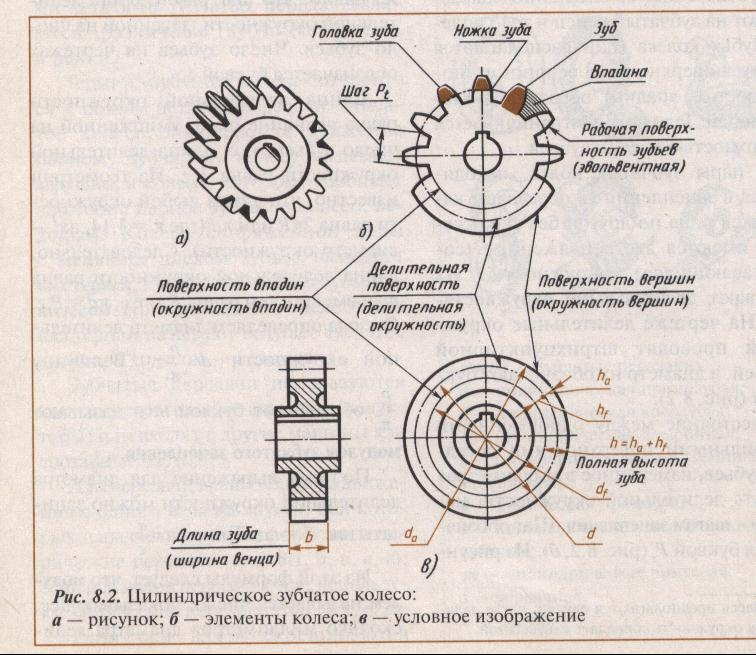 Головка зуба
Ножка зуба
Зуб
Шаг Pt
Впадина
Рабочая поверх-
ность зубьев
(эвольвентная)
а)
б)
Поверхность впадин
(окружность впадин)
Делительная
поверхность
(делительная
окружность)
Поверхность вершин
(окружность вершин)
ha
hf
h = ha + hf
Полная высота
зуба
df
d
da
b
Длина зуба
(ширина венца)
в)
Рис. 8.2. Цилиндрическое зубчатое колесо:
а — рисунок; б — элементы колеса; в — условное изображение